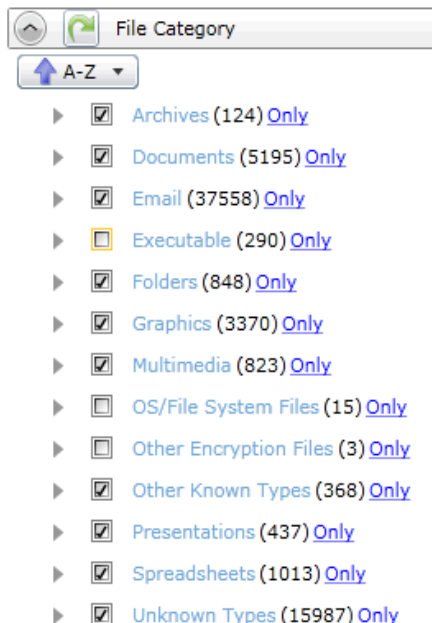 File Category
A-Z
Archives (124) Only
Documents (5195) Only
Email (37558) Only
Executable (290) Only
Folders (848) Only
Graphics (3370) Only
Multimedia (823) Only
OS/File System Files (15) Only
Other Encryption Files (3) Only
Other Known Types (368) Only
Presentations (437) Only
Spreadsheets (1013) Only
Unknown Types (15987) Only